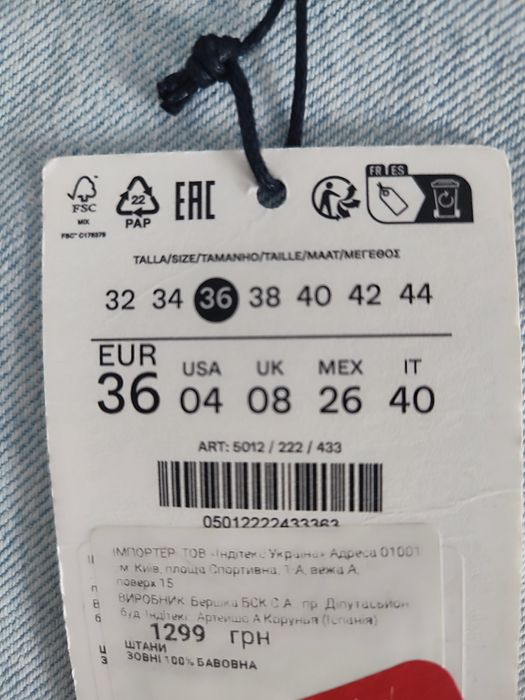 FSC
MIX
FSC® C178379
22
PAP
EAC
FR ES
TALLA/SIZE/TAMANHO/TAILLE/MAAT/ΜΕΓΕΘΟΣ
32 34 36 38 40 42 44
EUR USA UK MEX IT
36 04 08 26 40
ART: 5012 / 222 / 433
05012222433363
ІМПОРТЕР ТОВ «Індітекс Україна» Адреса 01001
м. Київ, площа Спортивна, 1-А, вежа А,
поверх 15
ВИРОБНИК Бершка БСК С.А. пр. Діпутасьйон
буд. Індітекс Артейшо А Корунья (Іспанія)
1299 грн
ШТАНИ
ЗОВНІ 100% БАВОВНА